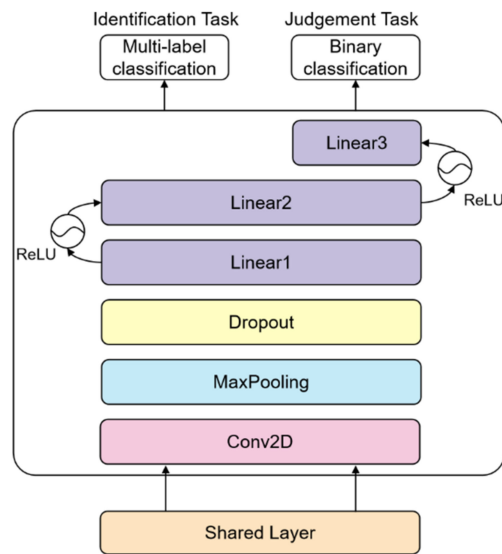 Identification Task
Judgement Task
Multi-label
classification
Binary
classification
Linear3
ReLU
Linear2
ReLU
Linear1
Dropout
MaxPooling
Conv2D
Shared Layer